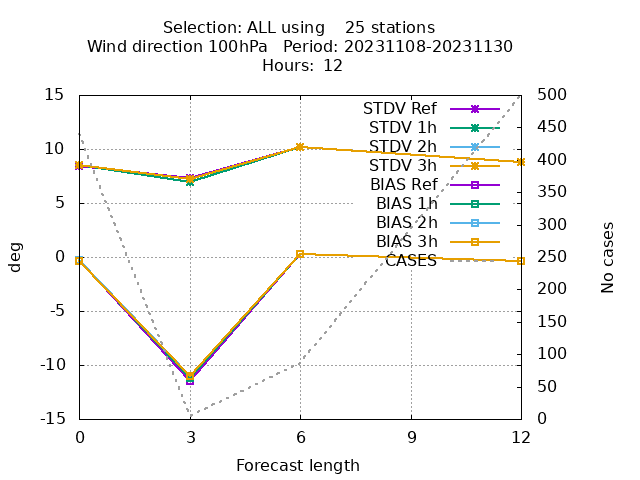 Selection: ALL using    25 stations
Wind direction 100hPa   Period: 20231108-20231130
Hours:  12
STDV Ref
STDV 1h
STDV 2h
STDV 3h
BIAS Ref
BIAS 1h
BIAS 2h
BIAS 3h
CASES
15
10
5
0
-5
-10
-15
deg
500
450
400
350
300
250
200
150
100
50
0
No cases
0 3 6 9 12
Forecast length